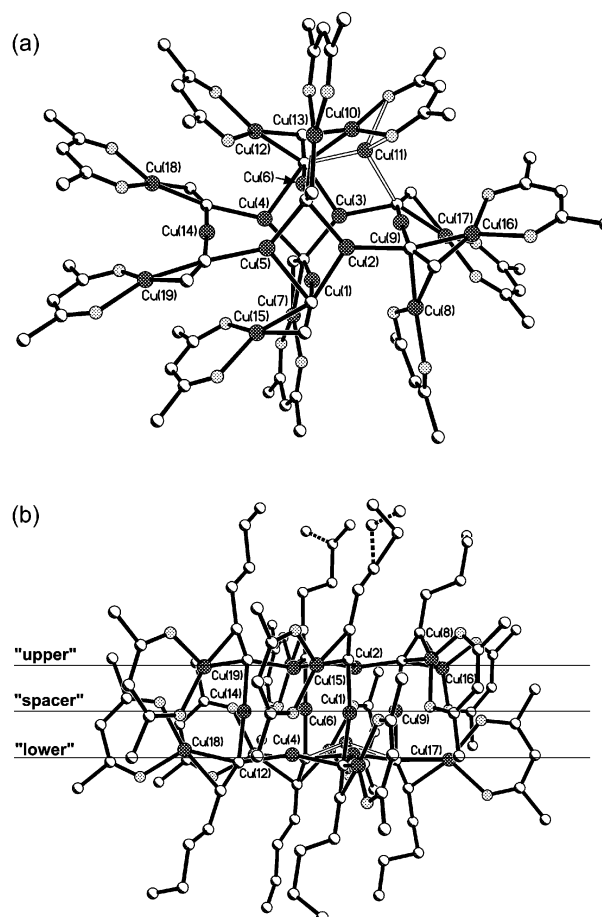 (a)
Cu(13)
Cu(10)
Cu(12)
Cu(11)
Cu(18)
Cu(6)
Cu(4)
Cu(3)
Cu(17)
Cu(16)
Cu(14)
Cu(9)
Cu(5)
Cu(2)
Cu(19)
Cu(7)
Cu(1)
Cu(15)
Cu(8)
(b)
"upper"
Cu(8)
Cu(2)
Cu(19)
Cu(15)
Cu(16)
Cu(14)
Cu(1)
"spacer"
Cu(6)
Cu(9)
Cu(18)
Cu(4)
Cu(17)
"lower"
Cu(12)